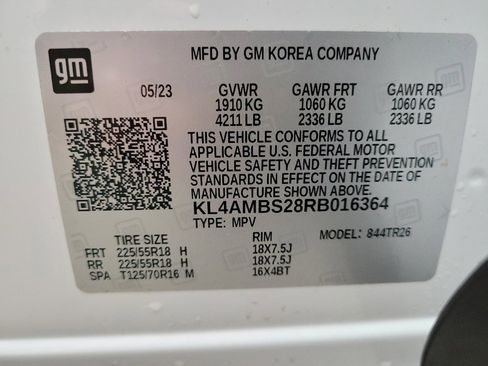 gm
MFD BY GM KOREA COMPANY
05/23 GVWR GAWR FRT GAWR RR
1910 KG 1060 KG 1060 KG
4211 LB 2336 LB 2336 LB
THIS VEHICLE CONFORMS TO ALL
APPLICABLE U.S. FEDERAL MOTOR
VEHICLE SAFETY AND THEFT PREVENTION
STANDARDS IN EFFECT ON THE DATE OF
MANUFACTURE SHOWN ABOVE.
KL4AMBS28RB016364
TYPE: MPV MODEL: 844TR26
TIRE SIZE RIM
FRT 225/55R18 H 18X7.5J
RR 225/55R18 H 18X7.5J
SPA T125/70R16 M 16X4BT